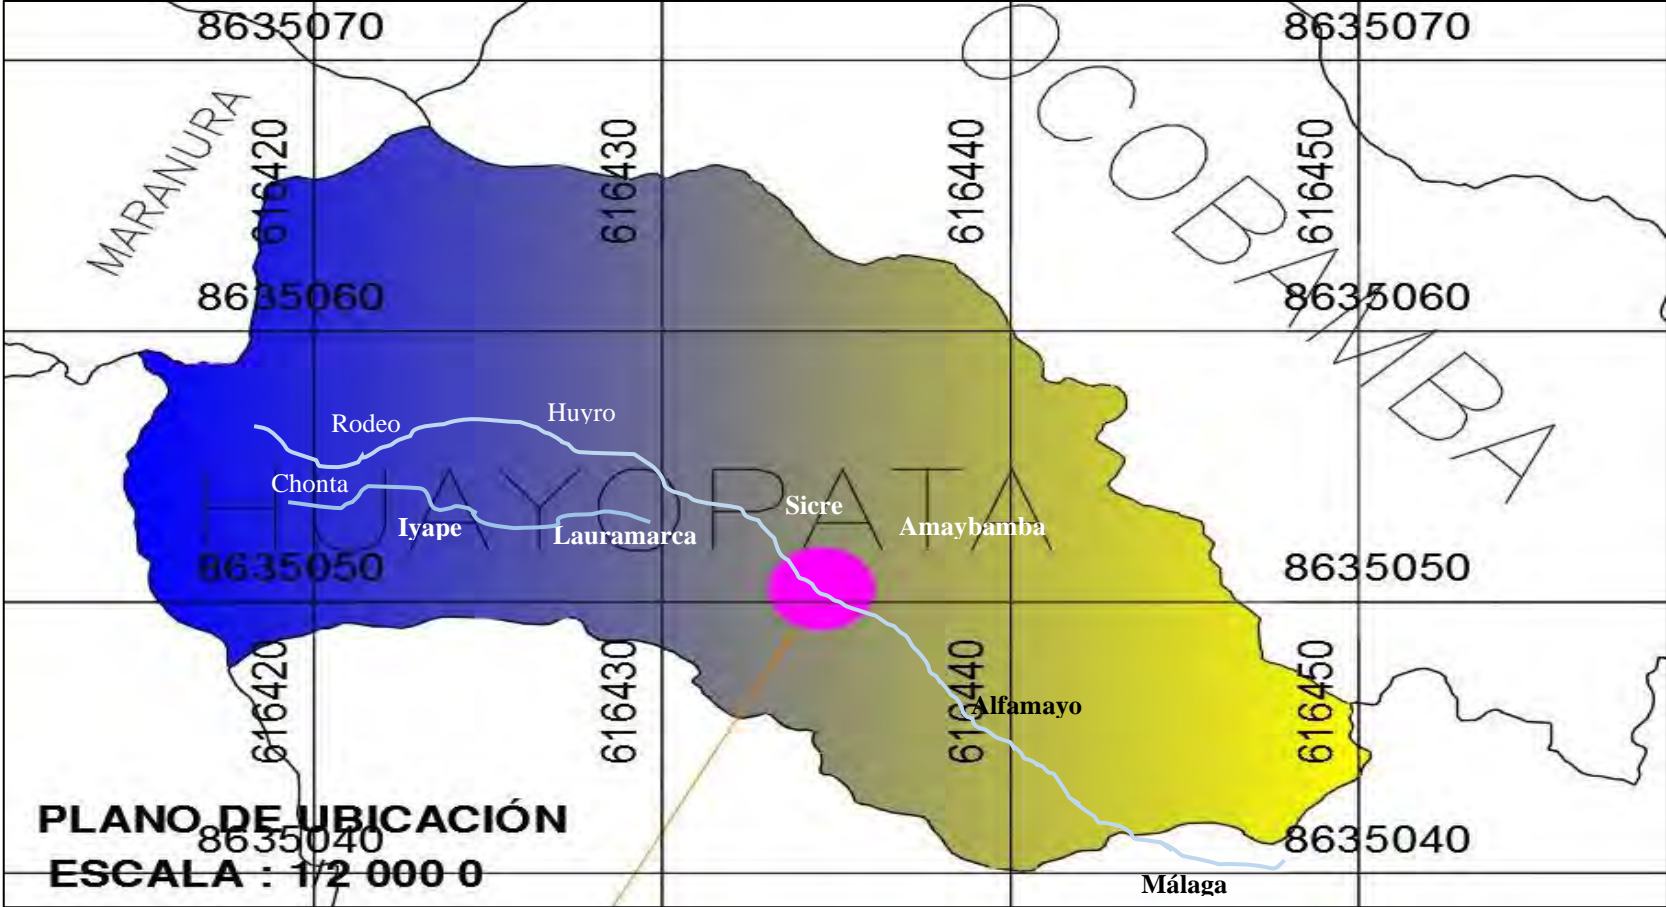 8635070
8635070
OCOBAMBA
MARANURA
616420
616430
616440
616450
8635060
8635060
Rodeo
Huyro
HUAYOPATA
Chonta
Sicre
Iyape
Lauramarca
Amaybamba
8635050
8635050
616420
616430
616440
616450
Alfamayo
PLANO DE UBICACIÓN
8635040
8635040
ESCALA : 1/2 000 0
Málaga